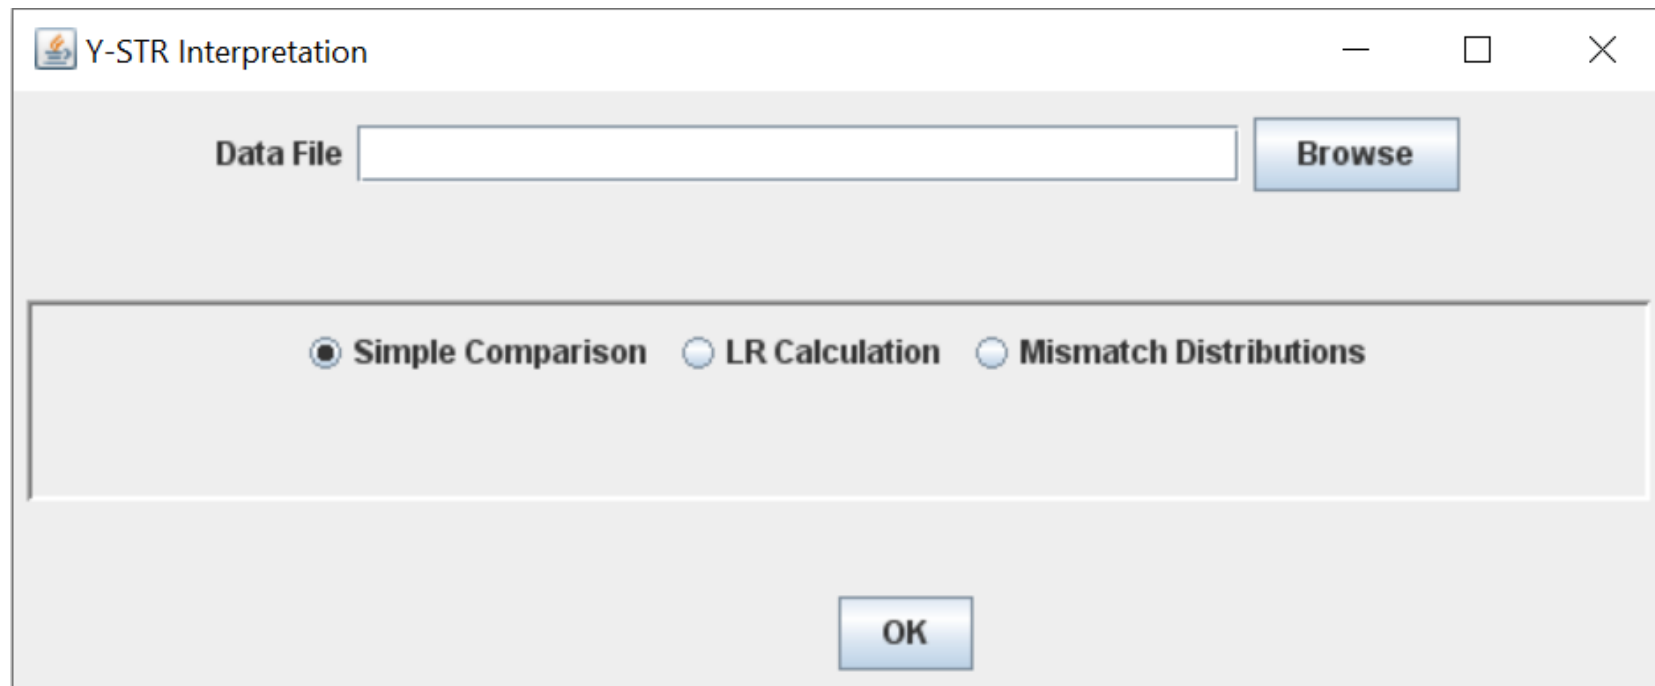 Y-STR Interpretation
Data File Browse
Simple Comparison LR Calculation Mismatch Distributions
OK